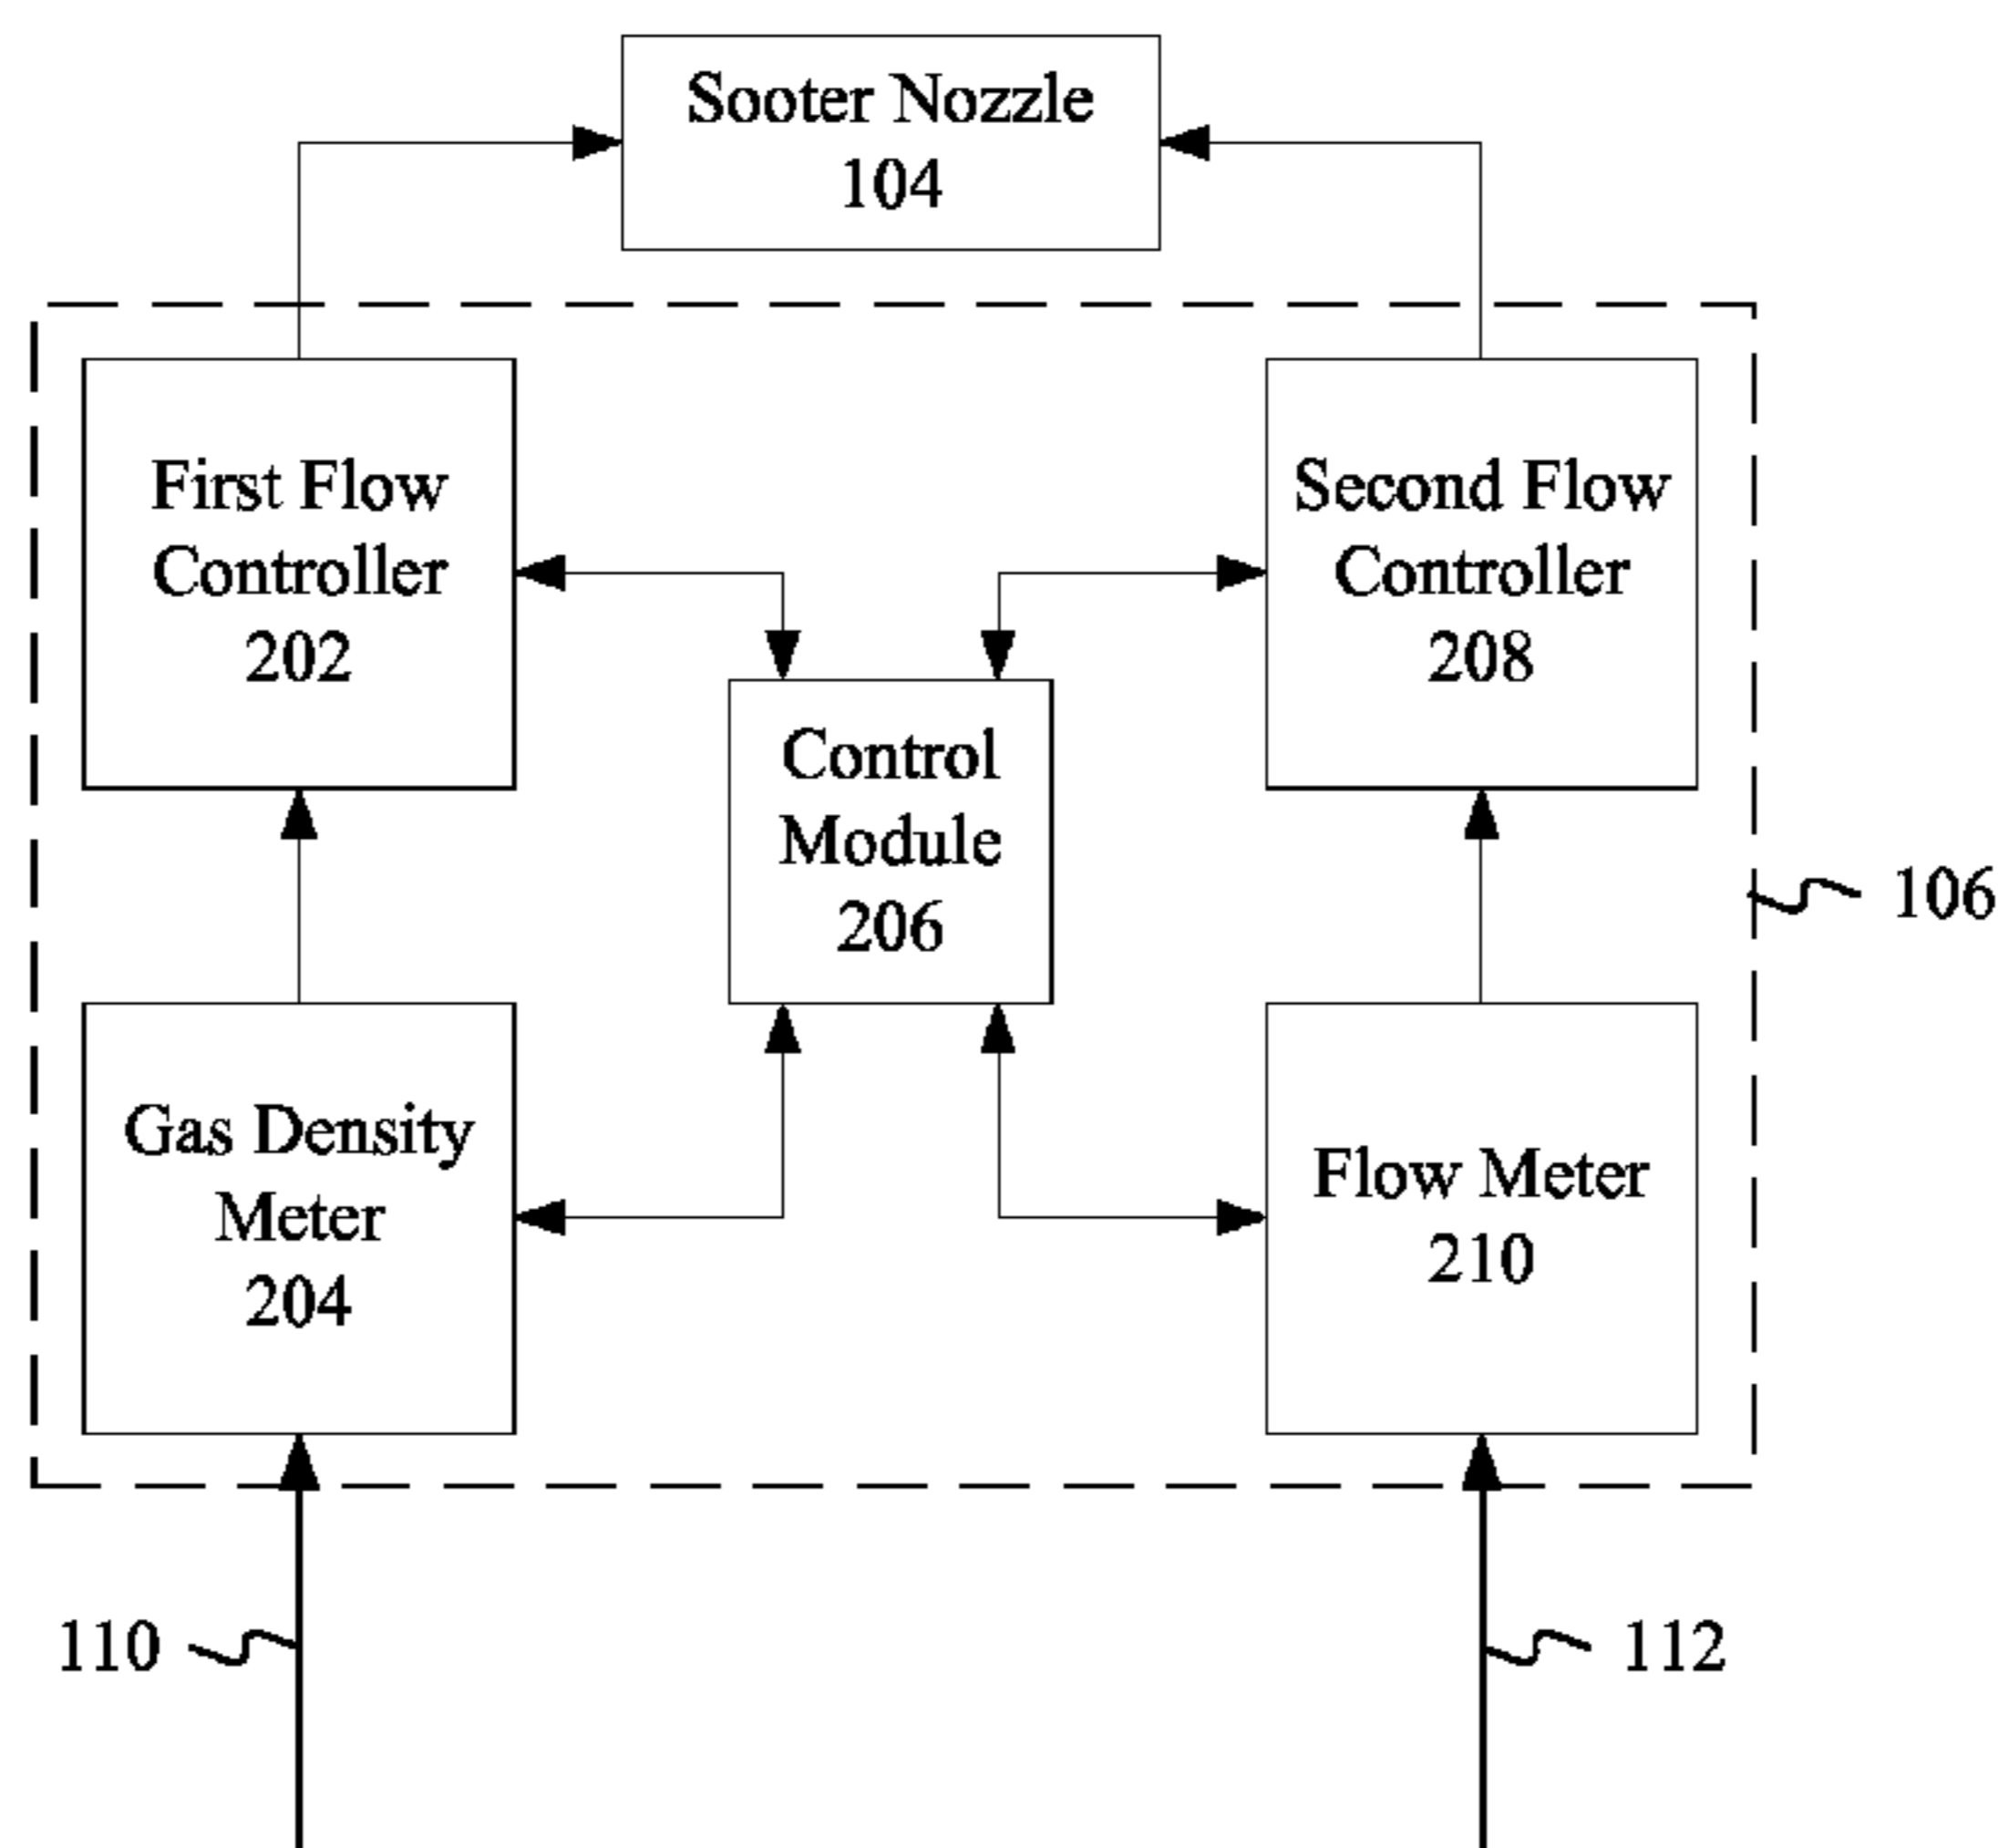 Sooter Nozzle
104
First Flow
Controller
202
Second Flow
Controller
208
Control
Module
206
106
Gas Density
Meter
204
Flow Meter
210
110
112